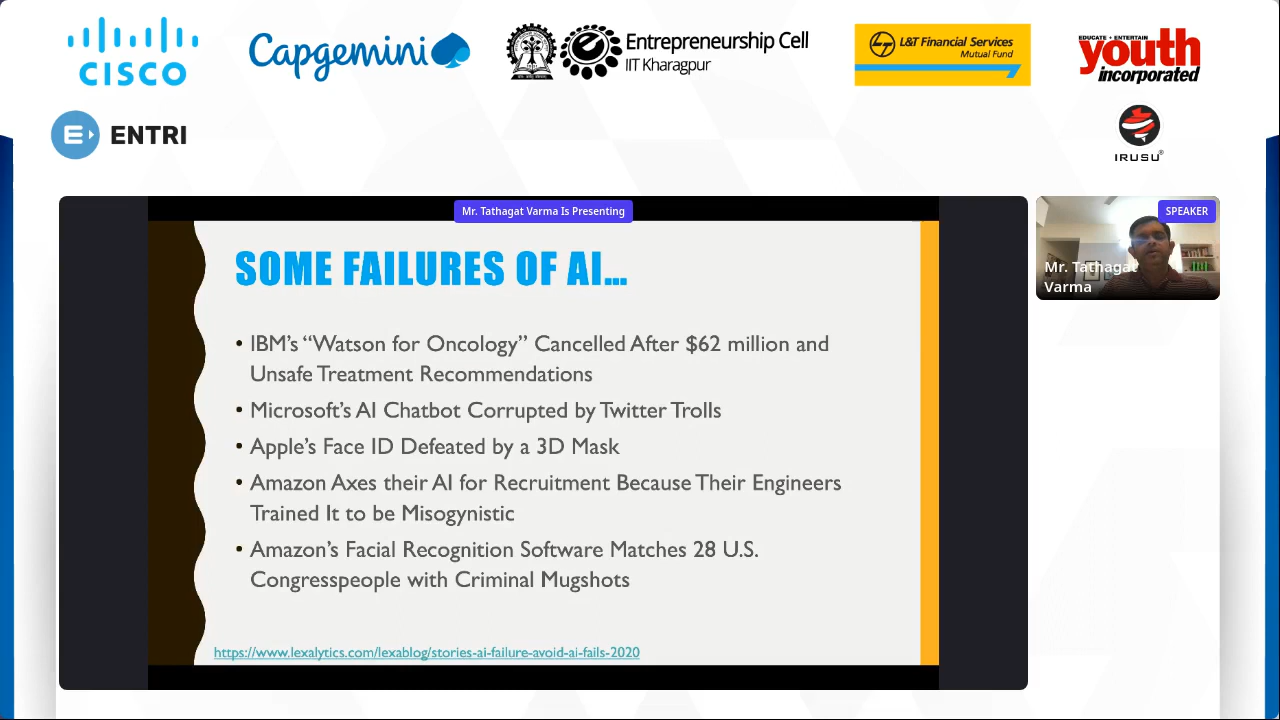 CISCO
Capgemini
Entrepreneurship Cell
IIT Kharagpur
L&T Financial Services
Mutual Fund
EDUCATE + ENTERTAIN
youth
incorporated
E ENTRI
IRUSU®
Mr. Tathagat Varma Is Presenting
SPEAKER
Mr. Tathagat
Varma
SOME FAILURES OF AI...
• IBM's “Watson for Oncology” Cancelled After $62 million and
Unsafe Treatment Recommendations
• Microsoft's AI Chatbot Corrupted by Twitter Trolls
• Apple's Face ID Defeated by a 3D Mask
• Amazon Axes their AI for Recruitment Because Their Engineers
Trained It to be Misogynistic
• Amazon's Facial Recognition Software Matches 28 U.S.
Congresspeople with Criminal Mugshots
https://www.lexalytics.com/lexablog/stories-ai-failure-avoid-ai-fails-2020